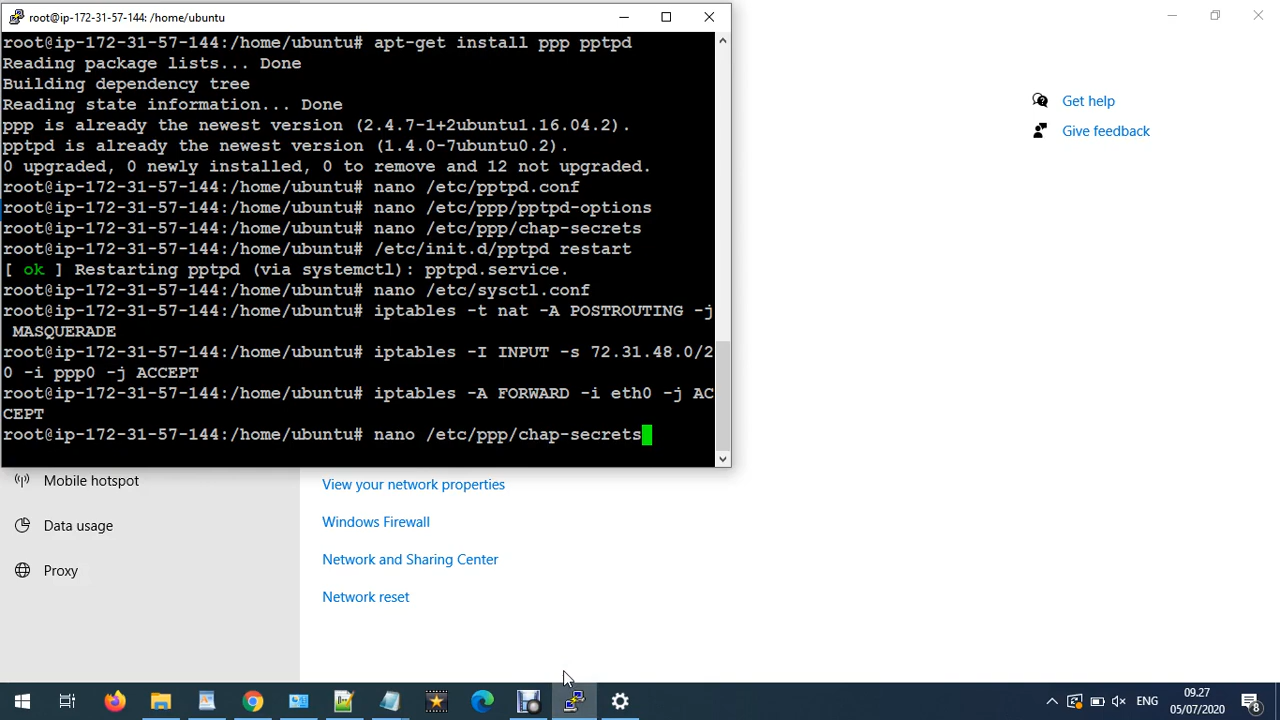 root@ip-172-31-57-144: /home/ubuntu
root@ip-172-31-57-144:/home/ubuntu# apt-get install ppp pptpd
Reading package lists... Done
Building dependency tree
Reading state information... Done
ppp is already the newest version (2.4.7-1+2ubuntu1.16.04.2).
pptpd is already the newest version (1.4.0-7ubuntu0.2).
0 upgraded, 0 newly installed, 0 to remove and 12 not upgraded.
root@ip-172-31-57-144:/home/ubuntu# nano /etc/pptpd.conf
root@ip-172-31-57-144:/home/ubuntu# nano /etc/ppp/pptpd-options
root@ip-172-31-57-144:/home/ubuntu# nano /etc/ppp/chap-secrets
root@ip-172-31-57-144:/home/ubuntu# /etc/init.d/pptpd restart
[ ok ] Restarting pptpd (via systemctl): pptpd.service.
root@ip-172-31-57-144:/home/ubuntu# nano /etc/sysctl.conf
root@ip-172-31-57-144:/home/ubuntu# iptables -t nat -A POSTROUTING -j
MASQUERADE
root@ip-172-31-57-144:/home/ubuntu# iptables -I INPUT -s 72.31.48.0/2
0 -i ppp0 -j ACCEPT
root@ip-172-31-57-144:/home/ubuntu# iptables -A FORWARD -i eth0 -j AC
CEPT
root@ip-172-31-57-144:/home/ubuntu# nano /etc/ppp/chap-secrets
Get help
Give feedback
Mobile hotspot
Data usage
Proxy
View your network properties
Windows Firewall
Network and Sharing Center
Network reset
ENG
09.27
05/07/2020
8